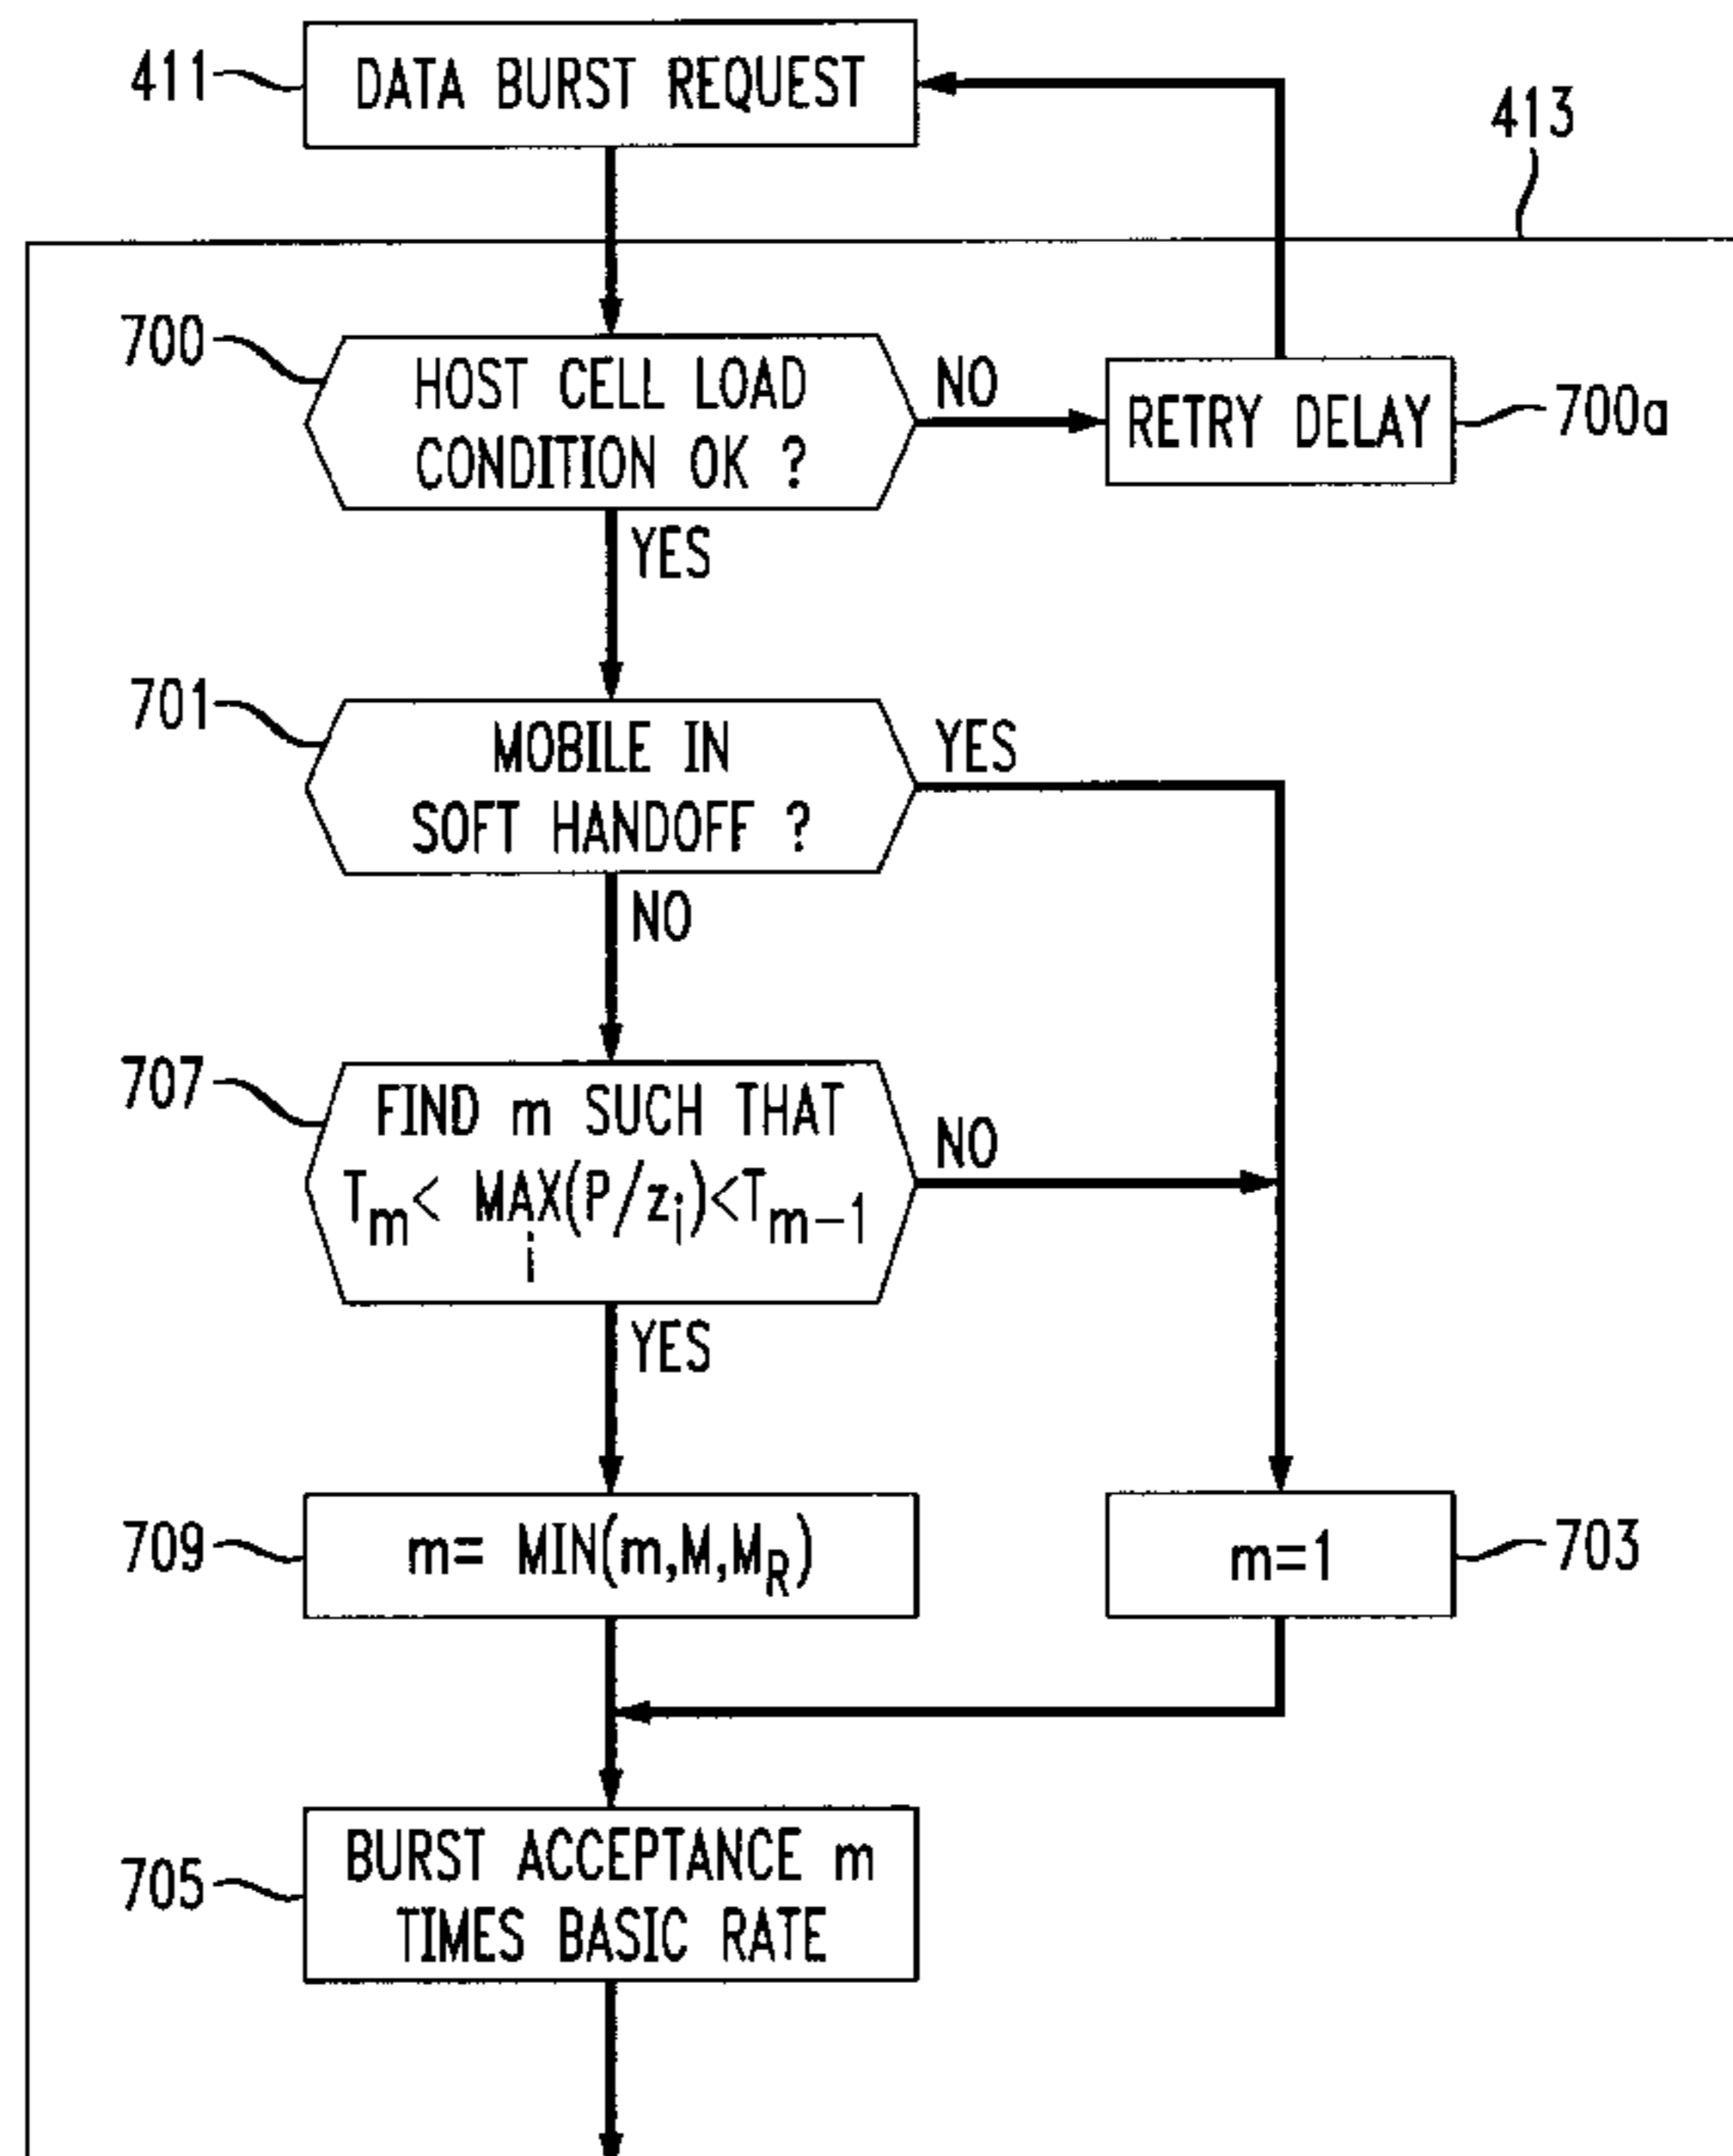 411
DATA BURST REQUEST
413
700
HOST CELL LOAD
CONDITION OK ?
NO
RETRY DELAY
700a
YES
701
MOBILE IN
SOFT HANDOFF ?
YES
NO
707
FIND m SUCH THAT
Tm< MAX(P/zi)<Tm-1
i
NO
YES
709
m= MIN(m,M,MR)
m=1
703
705
BURST ACCEPTANCE m
TIMES BASIC RATE